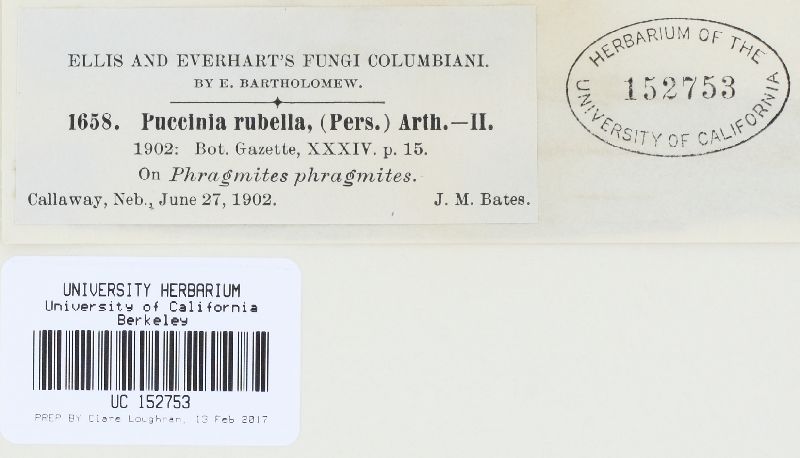 ELLIS AND EVERHART'S FUNGI COLUMBIANI.
BY E. BARTHOLOMEW.
1658. Puccinia rubella, (Pers.) Arth.—II.
1902: Bot. Gazette, XXXIV. p. 15.
On Phragmites phragmites.
Callaway, Neb., June 27, 1902. J. M. Bates.
HERBARIUM OF THE
152753
UNIVERSITY OF CALIFORNIA
UNIVERSITY HERBARIUM
University of California
Berkeley
UC 152753
PREP BY Clare Loughran, 13 Feb 2017